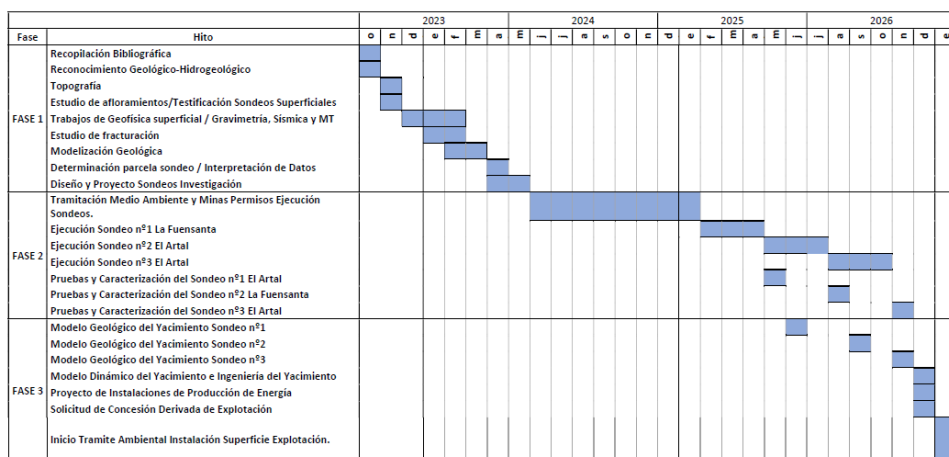 2023 2024 2025 2026
Fase Hito o n d e f m a m j j a s o n d e f m a m j j a s o n d e
Recopilación Bibliográfica
Reconocimiento Geológico-Hidrogeológico
Topografía
Estudio de afloramientos/Testificación Sondeos Superficiales
FASE 1 Trabajos de Geofísica superficial / Gravimetría, Sísmica y MT
Estudio de fracturación
Modelización Geológica
Determinación parcela sondeo / Interpretación de Datos
Diseño y Proyecto Sondeos Investigación
Tramitación Medio Ambiente y Minas Permisos Ejecución
Sondeos.
Ejecución Sondeo nº1 La Fuensanta
FASE 2 Ejecución Sondeo nº2 El Artal
Ejecución Sondeo nº3 El Artal
Pruebas y Caracterización del Sondeo nº1 El Artal
Pruebas y Caracterización del Sondeo nº2 La Fuensanta
Pruebas y Caracterización del Sondeo nº3 El Artal
Modelo Geológico del Yacimiento Sondeo nº1
Modelo Geológico del Yacimiento Sondeo nº2
Modelo Geológico del Yacimiento Sondeo nº3
Modelo Dinámico del Yacimiento e Ingeniería del Yacimiento
FASE 3 Proyecto de Instalaciones de Producción de Energía
Solicitud de Concesión Derivada de Explotación
Inicio Tramite Ambiental Instalación Superficie Explotación.